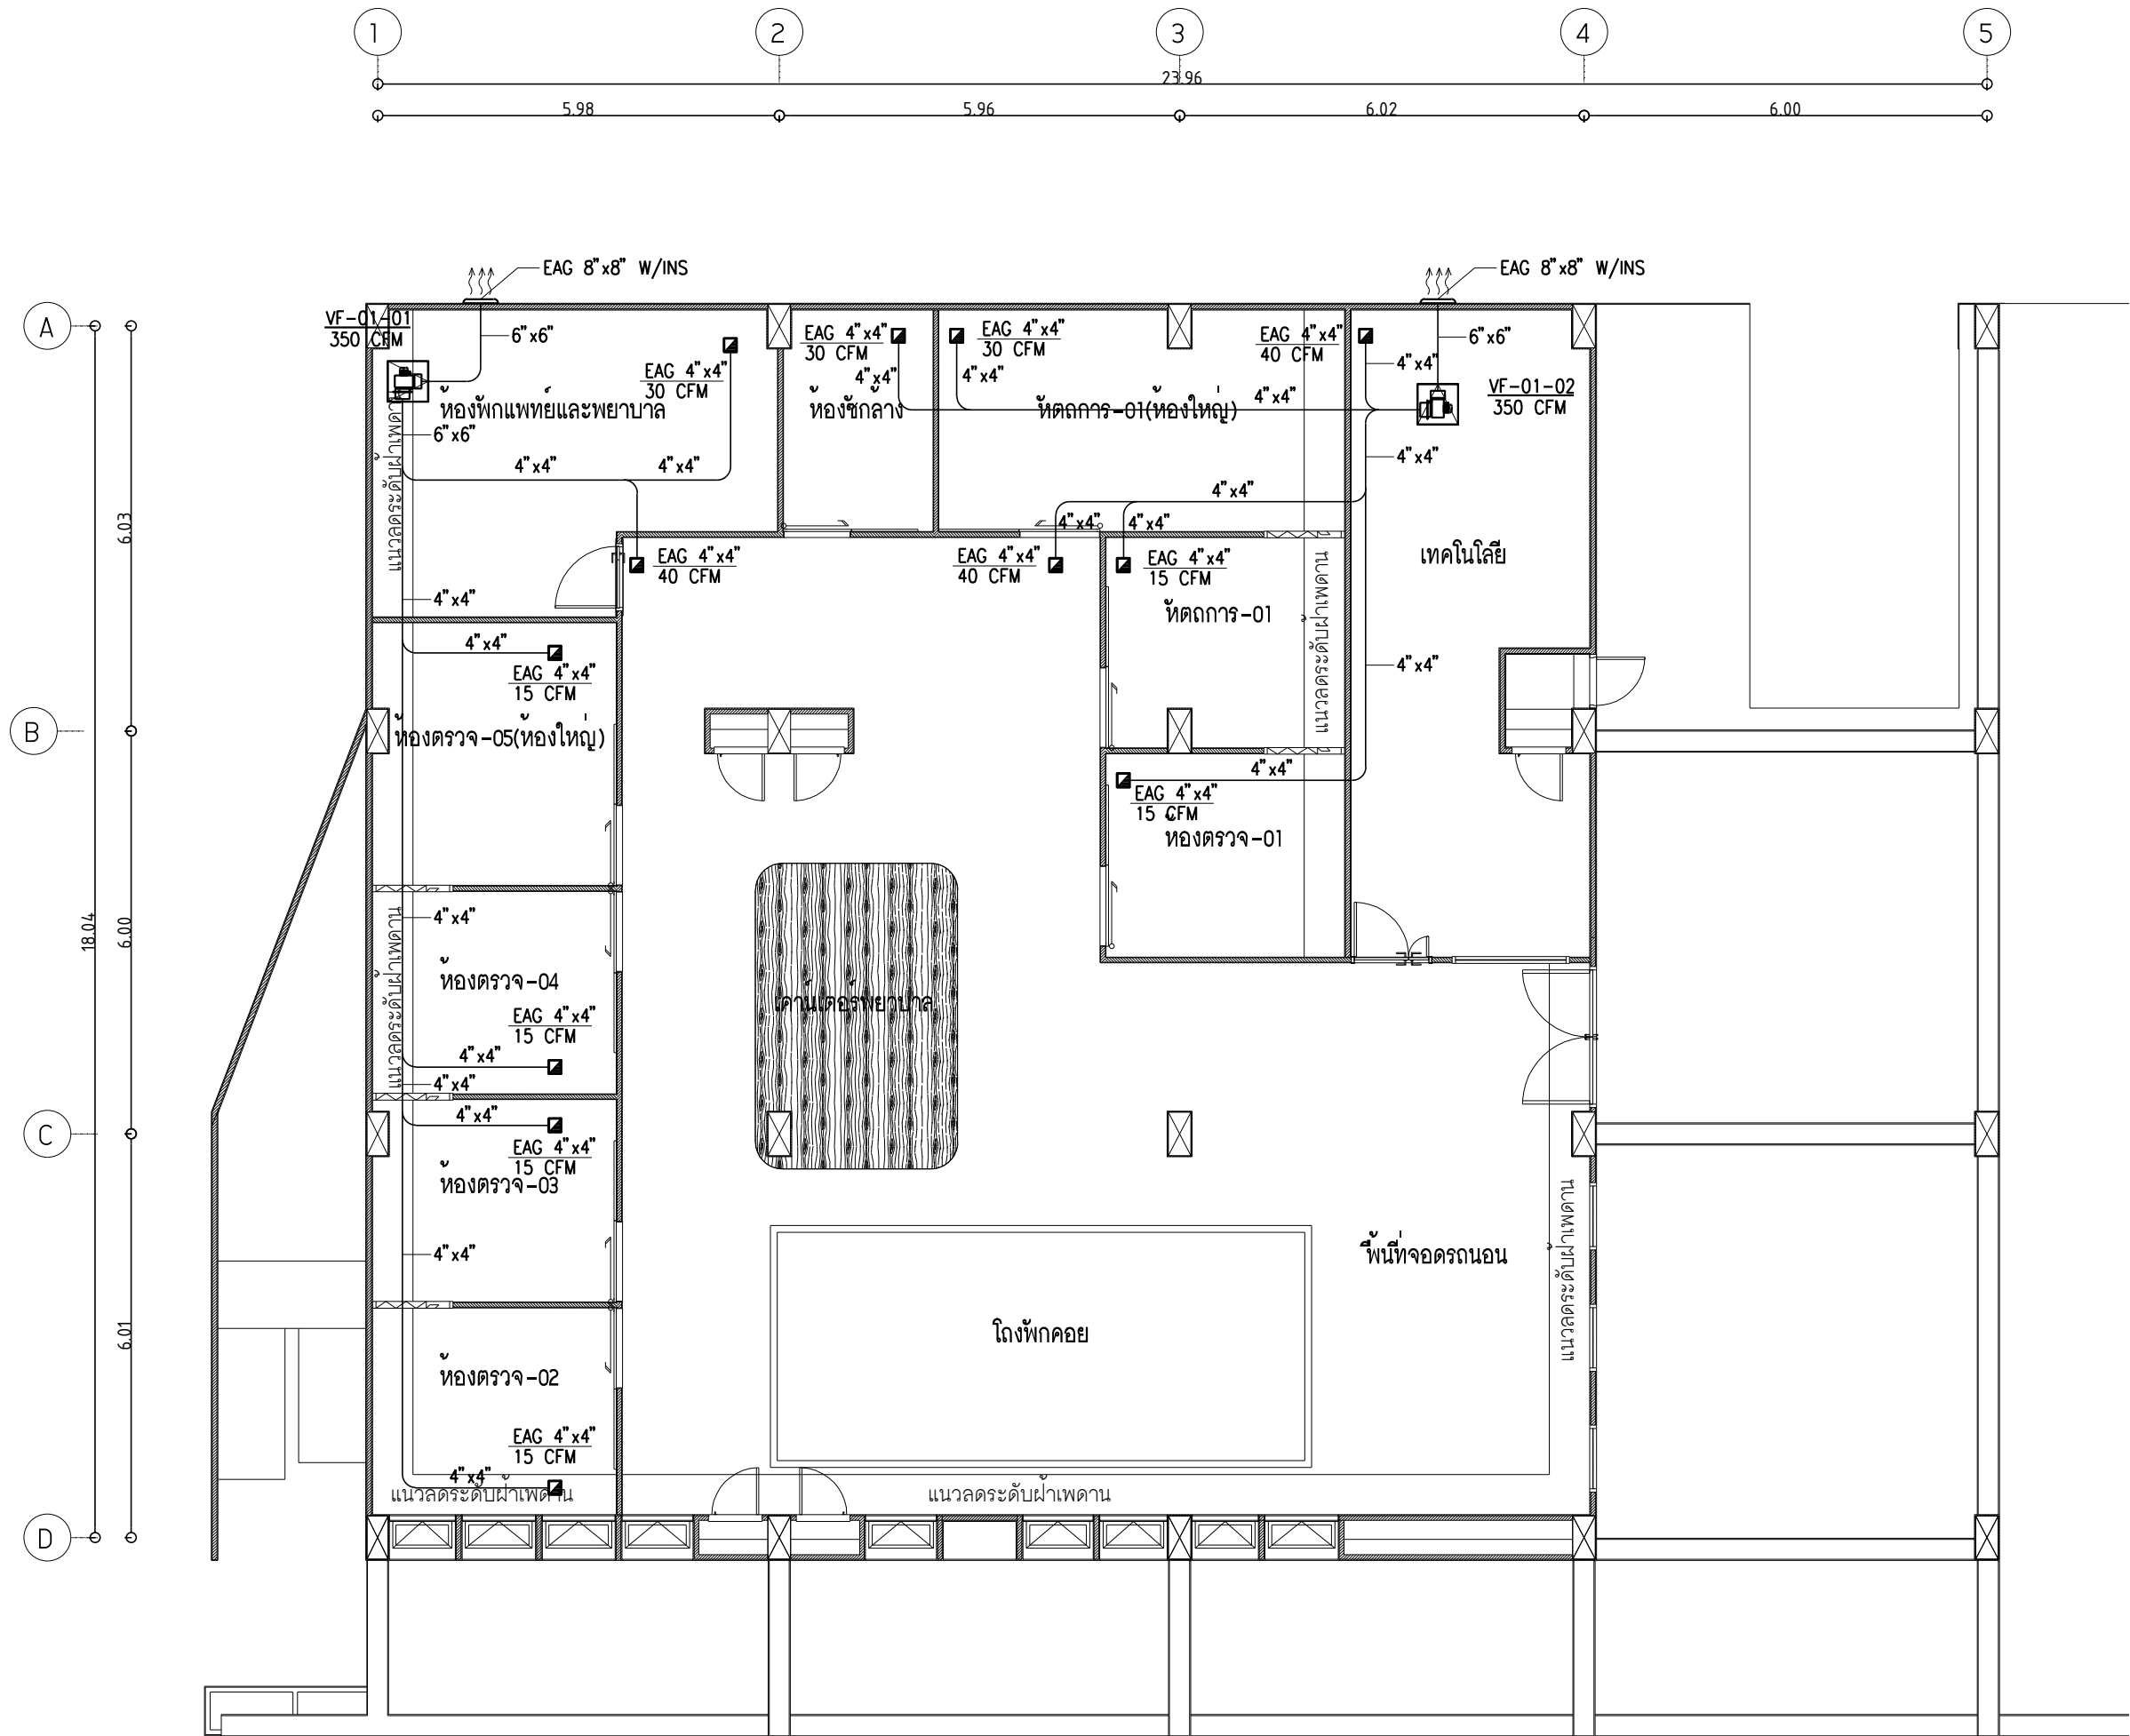 1
2
3
4
5
23.96
5.98
5.96
6.02
6.00
EAG 8"x8" W/INS
EAG 8"x8" W/INS
A
VF-01-01
350 CFM
6"x6"
EAG 4"x4"
30 CFM
EAG 4"x4"
30 CFM
4"x4"
EAG 4"x4"
30 CFM
4"x4"
EAG 4"x4"
40 CFM
4"x4"
6"x6"
VF-01-02
350 CFM
ห้องพักแพทย์และพยาบาล
ห้องซักล้าง
หัตถการ-01(ห้องใหญ่)
4"x4"
6"x6"
4"x4"
4"x4"
4"x4"
4"x4"
4"x4"
4"x4"
แนวลดระดับฝ้าเพดาน
6.03
EAG 4"x4"
40 CFM
EAG 4"x4"
40 CFM
EAG 4"x4"
15 CFM
เทคโนโลยี
4"x4"
หัตถการ-01
แนวลดระดับฝ้าเพดาน
4"x4"
EAG 4"x4"
15 CFM
4"x4"
B
ห้องตรวจ-05(ห้องใหญ่)
4"x4"
EAG 4"x4"
15 CFM
ห้องตรวจ-01
18.04
6.00
4"x4"
แนวลดระดับฝ้าเพดาน
ห้องตรวจ-04
เคาน์เตอร์พยาบาล
EAG 4"x4"
15 CFM
4"x4"
4"x4"
C
4"x4"
EAG 4"x4"
15 CFM
ห้องตรวจ-03
4"x4"
พื้นที่จอดรถนอน
แนวลดระดับฝ้าเพดาน
6.01
โถงพักคอย
ห้องตรวจ-02
EAG 4"x4"
15 CFM
4"x4"
แนวลดระดับฝ้าเพดาน
แนวลดระดับฝ้าเพดาน
D